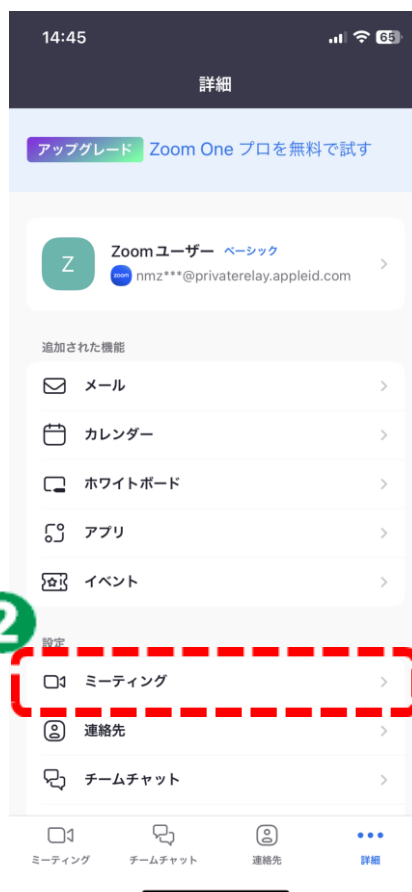 14:45
65
詳細
アップグレード Zoom One プロを無料で試す
Z
Zoomユーザー ベーシック
zoom nmz***@privaterelay.appleid.com
追加された機能
メール
カレンダー
ホワイトボード
アプリ
イベント
2
設定
ミーティング
連絡先
チームチャット
ミーティング チームチャット 連絡先 詳細